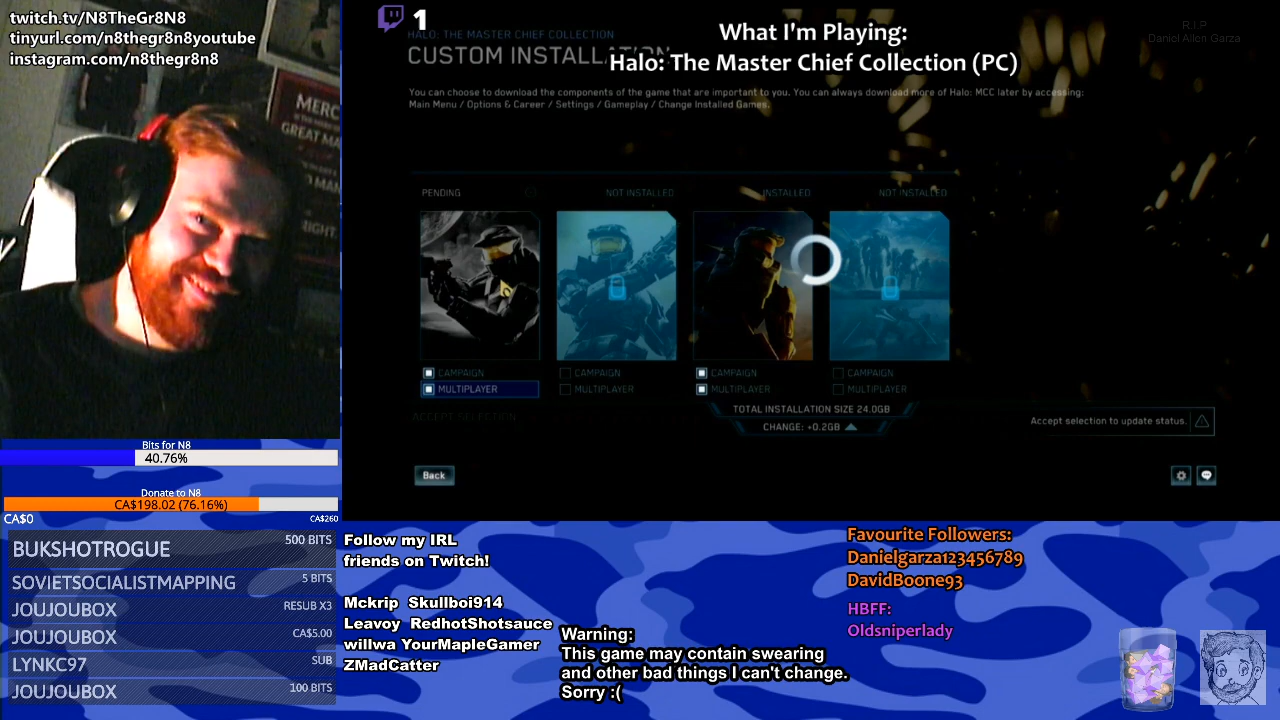 twitch.tv/N8TheGr8N8
tinyurl.com/n8thegr8n8youtube
instagram.com/n8thegr8n8
1
HALO: THE MASTER CHIEF COLLECTION
CUSTOM INSTALLATION
What I'm Playing:
Halo: The Master Chief Collection (PC)
R.I.P
Daniel Allen Garza
You can choose to download the components of the game that are important to you. You can always download more of Halo: MCC later by accessing:
Main Menu / Options & Career / Settings / Gameplay / Change Installed Games.
MERC
GREAT MA
PENDING
NOT INSTALLED
INSTALLED
NOT INSTALLED
CAMPAIGN
MULTIPLAYER
CAMPAIGN
MULTIPLAYER
CAMPAIGN
MULTIPLAYER
CAMPAIGN
MULTIPLAYER
ACCEPT SELECTION
TOTAL INSTALLATION SIZE 24.0GB
CHANGE: +0.2GB
Accept selection to update status.
Back
Bits for N8
40.76%
Donate to N8
CA$198.02 (76.16%)
CA$0
CA$260
BUKSHOTROGUE 500 BITS
SOVIETSOCIALISTMAPPING 5 BITS
JOUJOUBOX RESUB X3
JOUJOUBOX CA$5.00
LYNKC97 SUB
JOUJOUBOX 100 BITS
Follow my IRL
friends on Twitch!
Mckrip Skullboi914
Leavoy RedhotShotsauce
willwa YourMapleGamer
ZMadCatter
Warning:
This game may contain swearing
and other bad things I can't change.
Sorry :(
Favourite Followers:
Danielgarza123456789
DavidBoone93
HBFF:
Oldsniperlady